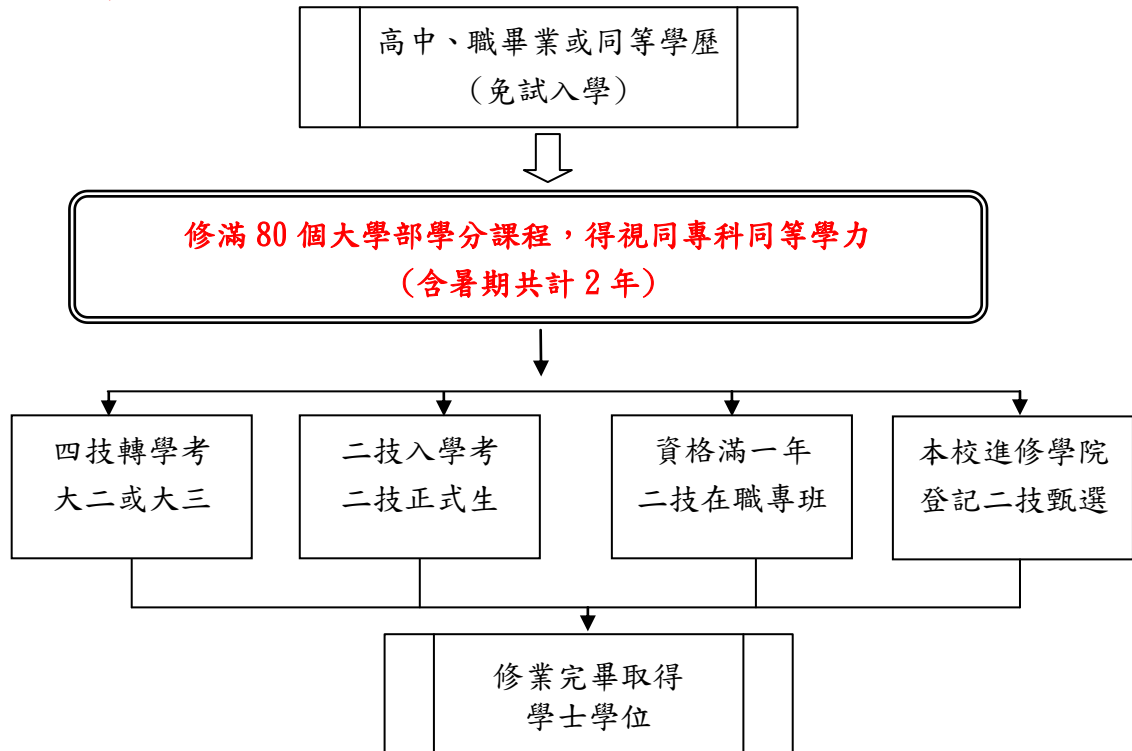 高中、職畢業或同等學歷
(免試入學)
修滿 80 個大學部學分課程，得視同專科同等學力
(含暑期共計 2 年)
四技轉學考
大二或大三
二技入學考
二技正式生
資格滿一年
二技在職專班
本校進修學院
登記二技甄選
修業完畢取得
學士學位